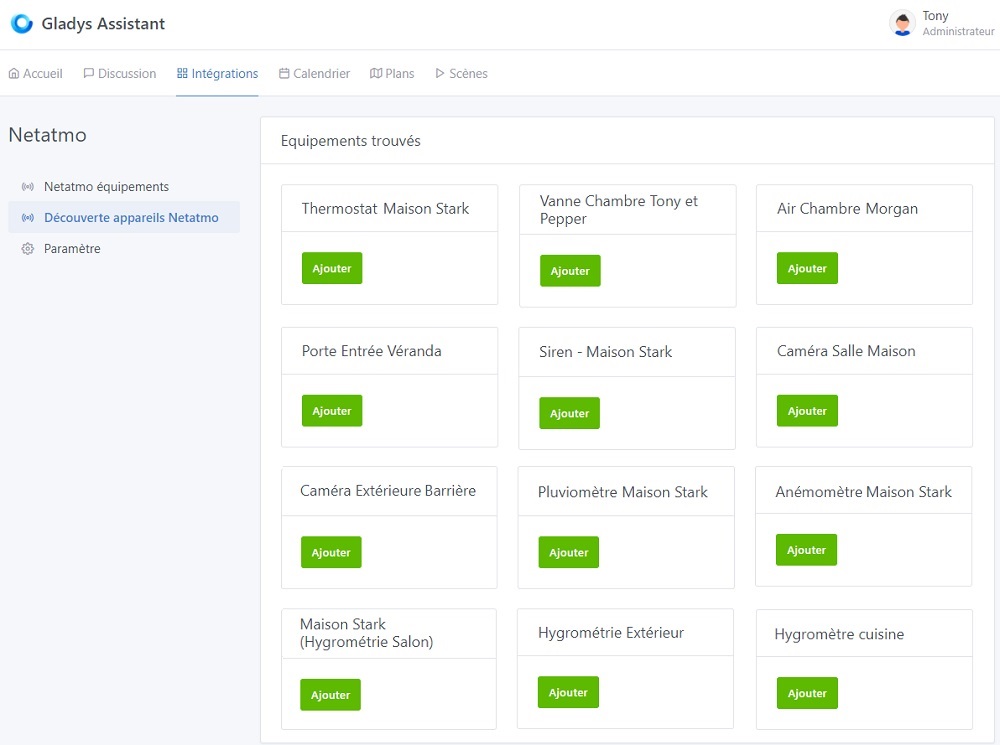 Gladys Assistant
Tony
Administrateur
Accueil
Discussion
Intégrations
Calendrier
Plans
Scènes
Netatmo
Netatmo équipements
Découverte appareils Netatmo
Paramètre
Equipements trouvés
Thermostat Maison Stark
Ajouter
Vanne Chambre Tony et
Pepper
Ajouter
Air Chambre Morgan
Ajouter
Porte Entrée Véranda
Ajouter
Siren - Maison Stark
Ajouter
Caméra Salle Maison
Ajouter
Caméra Extérieure Barrière
Ajouter
Pluviomètre Maison Stark
Ajouter
Anémomètre Maison Stark
Ajouter
Maison Stark
(Hygrométrie Salon)
Ajouter
Hygrométrie Extérieur
Ajouter
Hygromètre cuisine
Ajouter